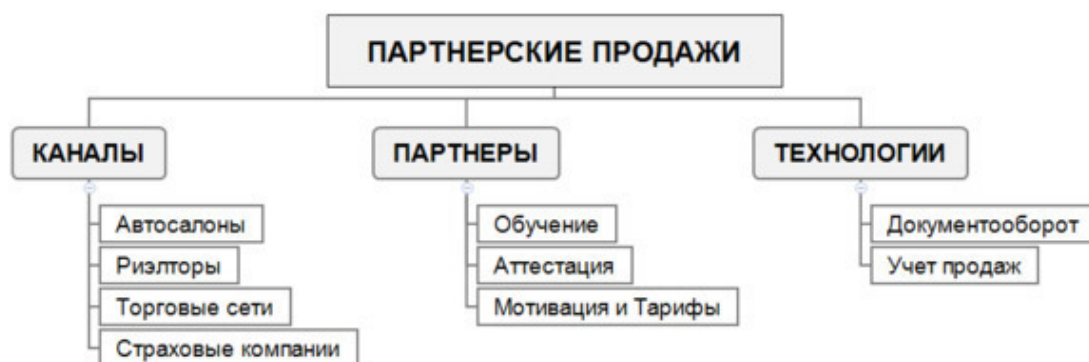 ПАРТНЕРСКИЕ ПРОДАЖИ
КАНАЛЫ
Автосалоны
Риэлторы
Торговые сети
Страховые компании
ПАРТНЕРЫ
Обучение
Аттестация
Мотивация и Тарифы
ТЕХНОЛОГИИ
Документооборот
Учет продаж